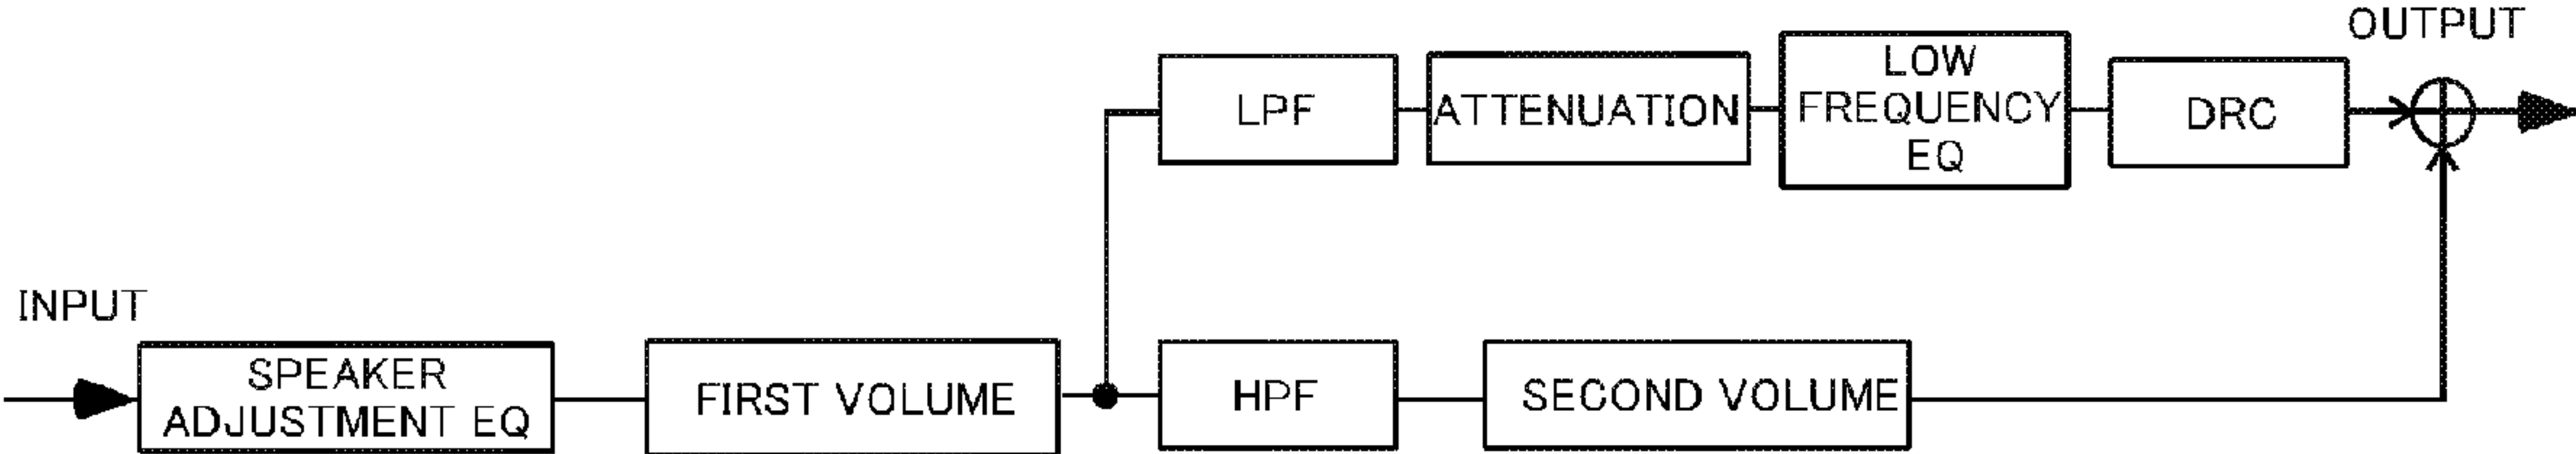 OUTPUT
LPF
ATTENUATION
LOW
FREQUENCY
EQ
DRC
INPUT
SPEAKER
ADJUSTMENT EQ
FIRST VOLUME
HPF
SECOND VOLUME